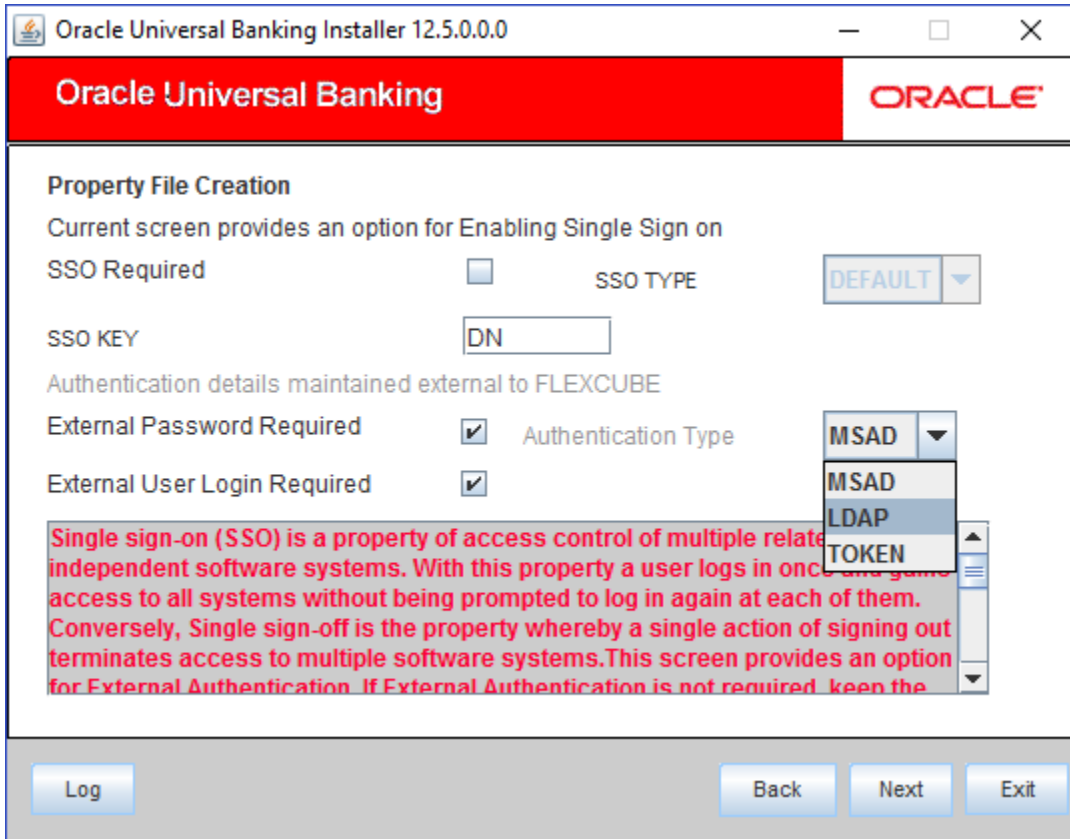 Oracle Universal Banking Installer 12.5.0.0.0
Oracle Universal Banking
ORACLE
Property File Creation
Current screen provides an option for Enabling Single Sign on
SSO Required
SSO TYPE
DEFAULT
SSO KEY
DN
Authentication details maintained external to FLEXCUBE
External Password Required
Authentication Type
MSAD
External User Login Required
MSAD
LDAP
TOKEN
Single sign-on (SSO) is a property of access control of multiple
independent software systems. With this property a user logs in
access to all systems without being prompted to log in again at each of them.
Conversely, Single sign-off is the property whereby a single action of signing out
terminates access to multiple software systems.This screen provides an option
for External Authentication. If External Authentication is not required, keep the
Log
Back
Next
Exit